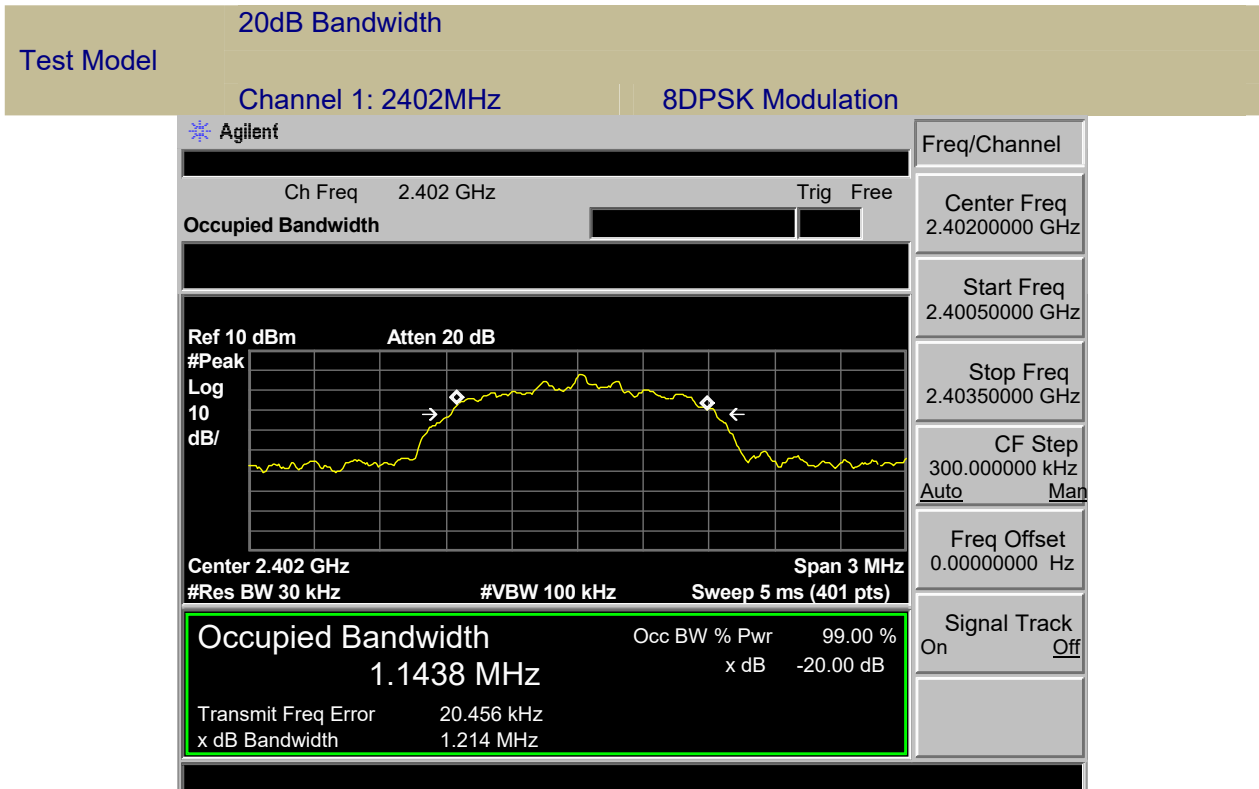 20dB Bandwidth
Test Model
Channel 1: 2402MHz 8DPSK Modulation
Agilent
Freq/Channel
Ch Freq 2.402 GHz Trig Free
Occupied Bandwidth
Center Freq
2.40200000 GHz
Start Freq
2.40050000 GHz
Stop Freq
2.40350000 GHz
CF Step
300.000000 kHz
Auto Man
Freq Offset
0.00000000 Hz
Signal Track
On Off
Ref 10 dBm Atten 20 dB
#Peak
Log
10
dB/
Center 2.402 GHz Span 3 MHz
#Res BW 30 kHz #VBW 100 kHz Sweep 5 ms (401 pts)
Occupied Bandwidth Occ BW % Pwr 99.00 %
1.1438 MHz x dB -20.00 dB
Transmit Freq Error 20.456 kHz
x dB Bandwidth 1.214 MHz